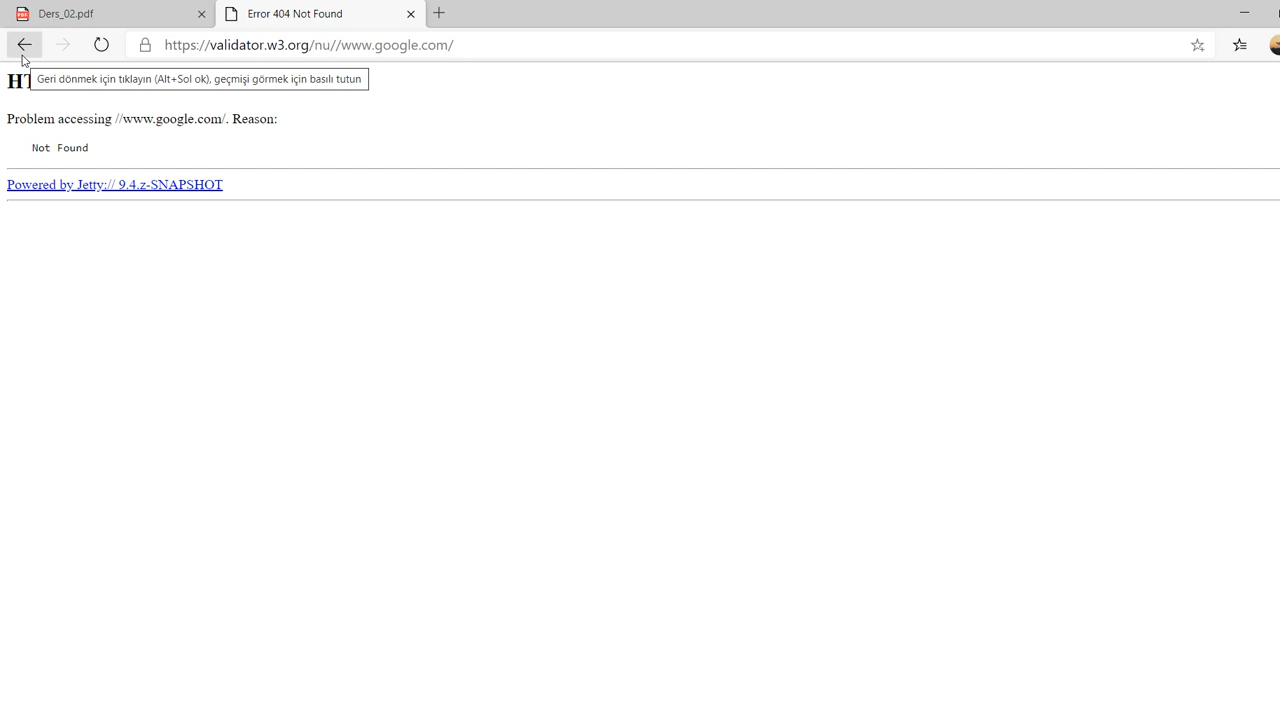 Ders_02.pdf
Error 404 Not Found
https://validator.w3.org/nu//www.google.com/
Geri dönmek için tıklayın (Alt+Sol ok), geçmişi görmek için basılı tutun
Problem accessing //www.google.com/. Reason:
Not Found
Powered by Jetty:// 9.4.z-SNAPSHOT